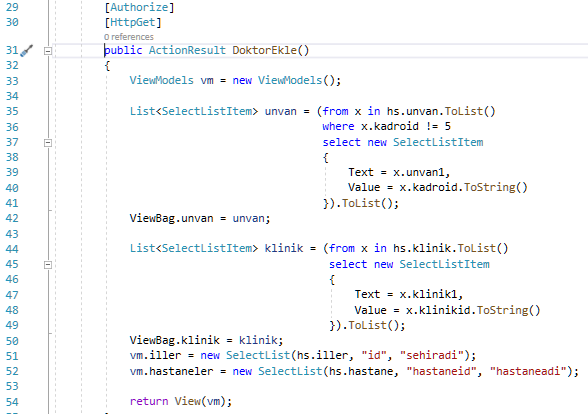 29 [Authorize]
30 [HttpGet]
0 references
31 public ActionResult DoktorEkle()
32 {
33 ViewModels vm = new ViewModels();
34
35 List<SelectListItem> unvan = (from x in hs.unvan.ToList()
36 where x.kadroid != 5
37 select new SelectListItem
38 {
39 Text = x.unvan1,
40 Value = x.kadroid.ToString()
41 }).ToList();
42 ViewBag.unvan = unvan;
43
44 List<SelectListItem> klinik = (from x in hs.klinik.ToList()
45 select new SelectListItem
46 {
47 Text = x.klinik1,
48 Value = x.klinikid.ToString()
49 }).ToList();
50 ViewBag.klinik = klinik;
51 vm.iller = new SelectList(hs.iller, "id", "sehiradi");
52 vm.hastaneler = new SelectList(hs.hastane, "hastaneid", "hastaneadi");
53
54 return View(vm);